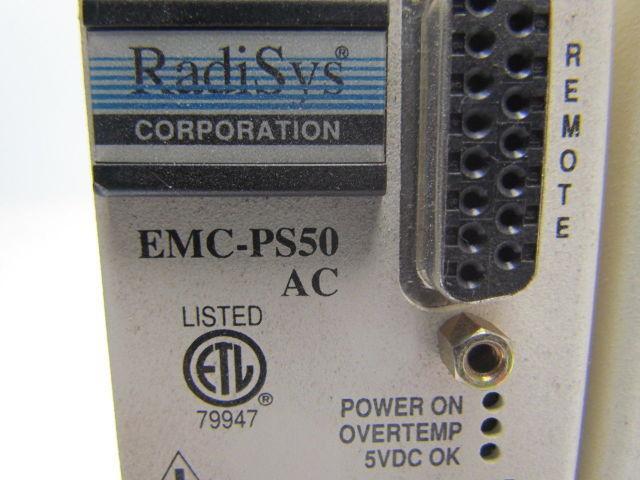 RadiSys®
CORPORATION
REMOTE
EMC-PS50
AC
LISTED
ETL®
79947
POWER ON
OVERTEMP
5VDC OK